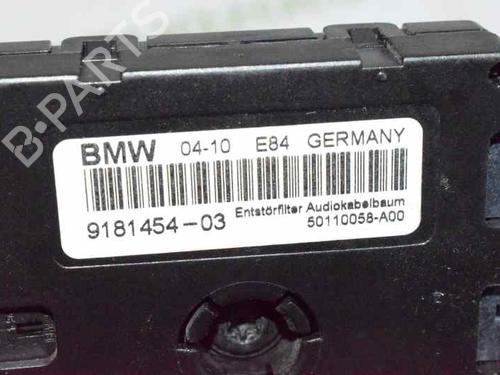 BMW 04-10 E84 GERMANY
9181454-03 Entstörfilter Audiokabelbaum
50110058-A00
B-PARTS